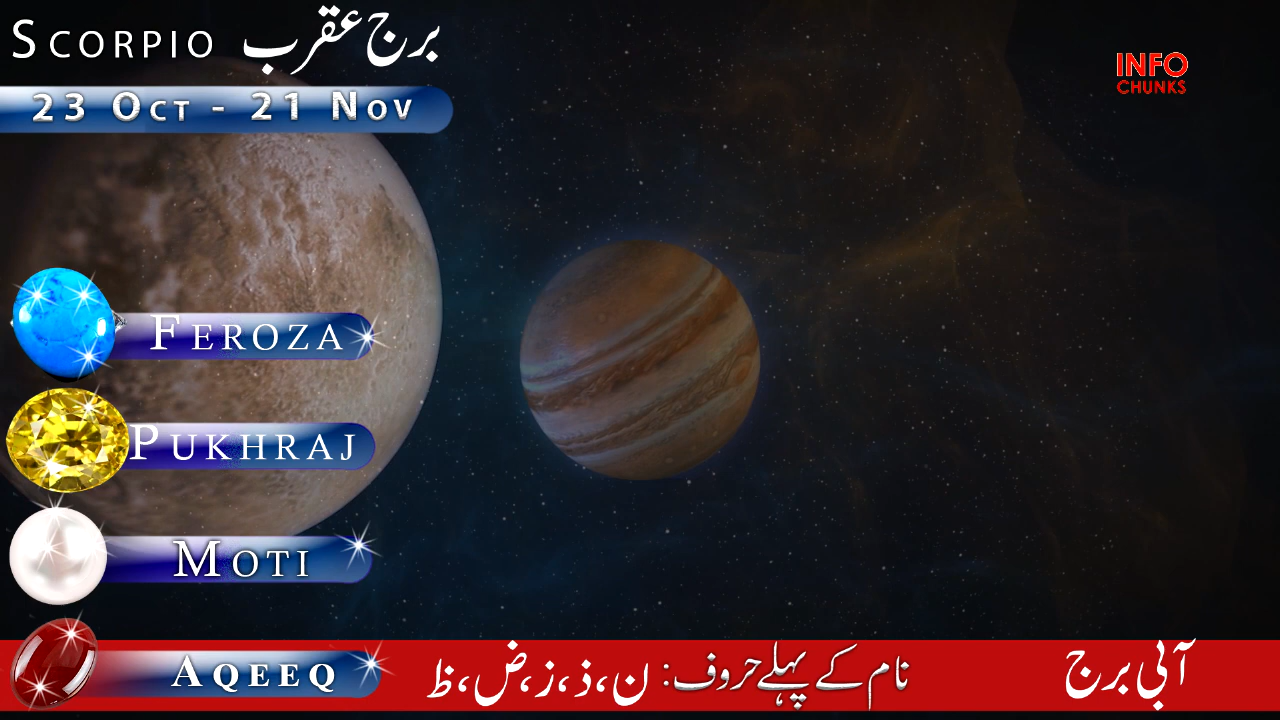 Scorpio برج عقرب
23 Oct - 21 Nov
INFO
CHUNKS
Feroza
Pukhraj
Moti
Aqeeq
نام کے پہلے حروف: ن، ذ، ز، ض، ظ
آبی برج